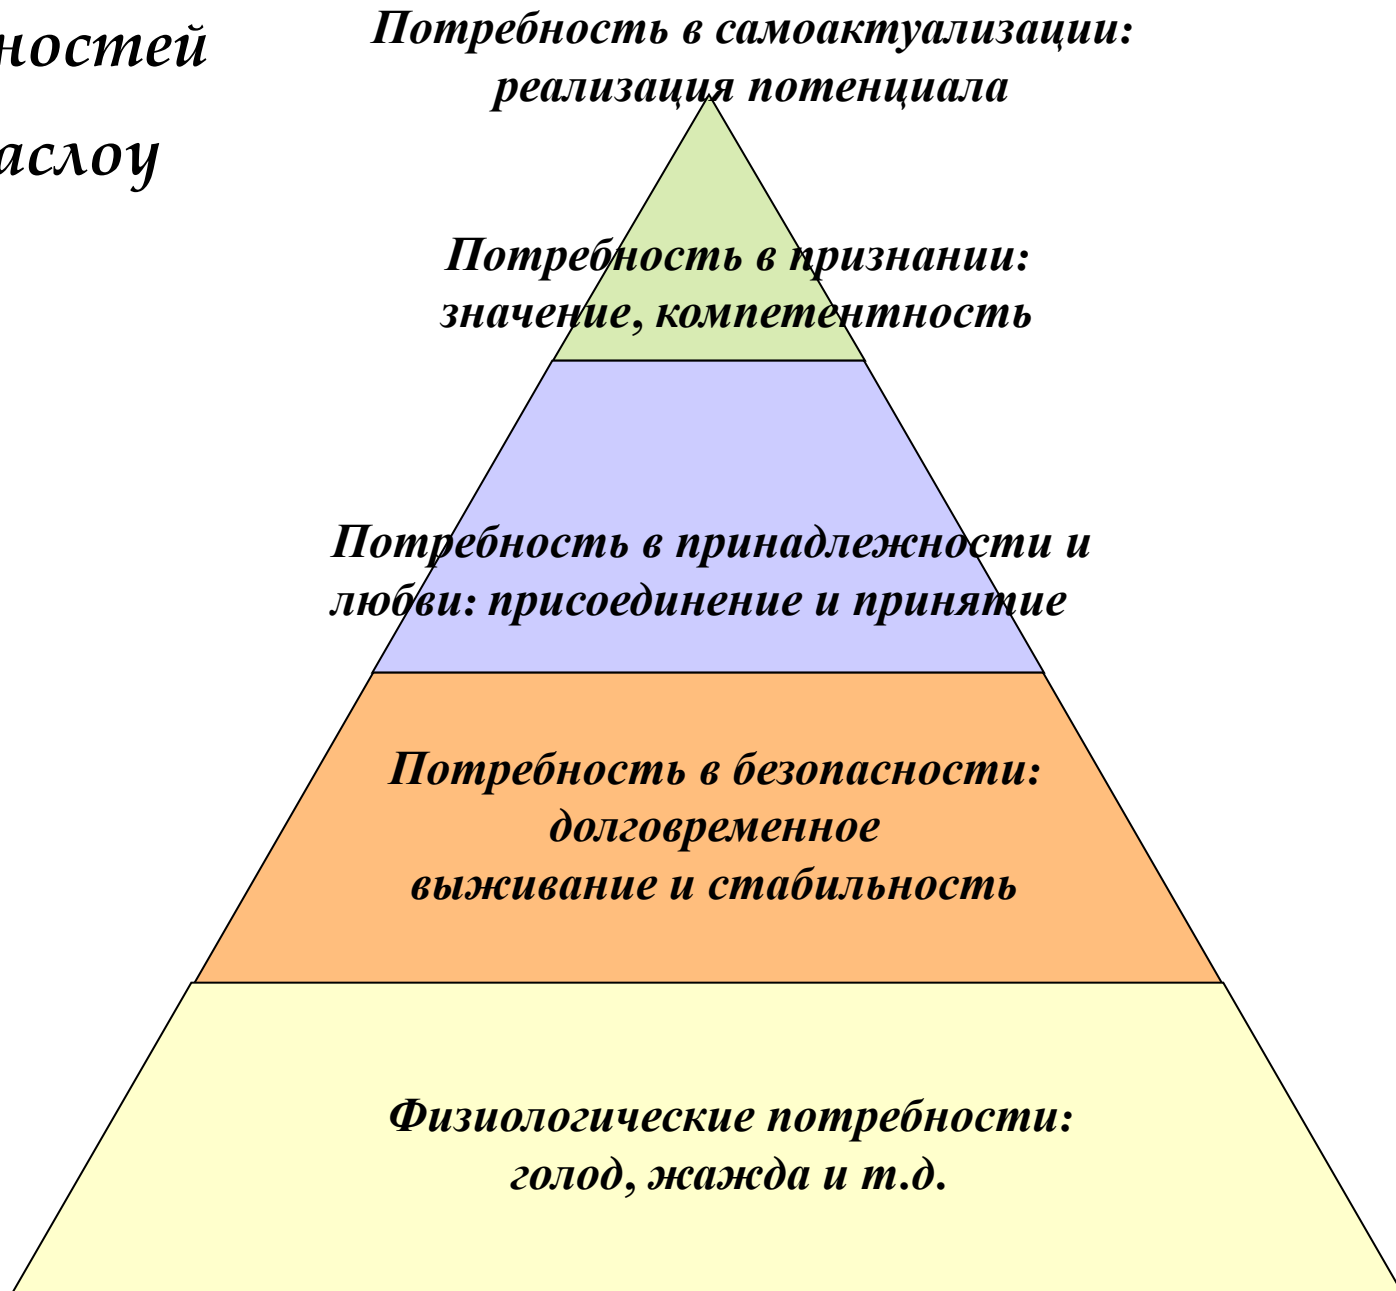 ностей
аслоу
Потребность в самоактуализации:
реализация потенциала
Потребность в признании:
значение, компетентность
Потребность в принадлежности и
любви: присоединение и принятие
Потребность в безопасности:
долговременное
выживание и стабильность
Физиологические потребности:
голод, жажда и т.д.